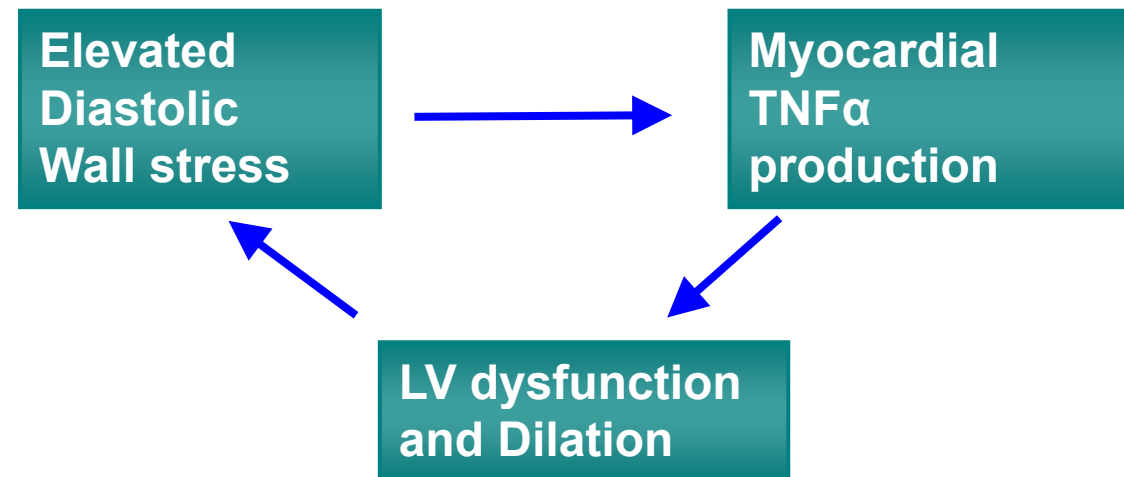 Elevated
Diastolic
Wall stress
Myocardial
TNFα
production
LV dysfunction
and Dilation